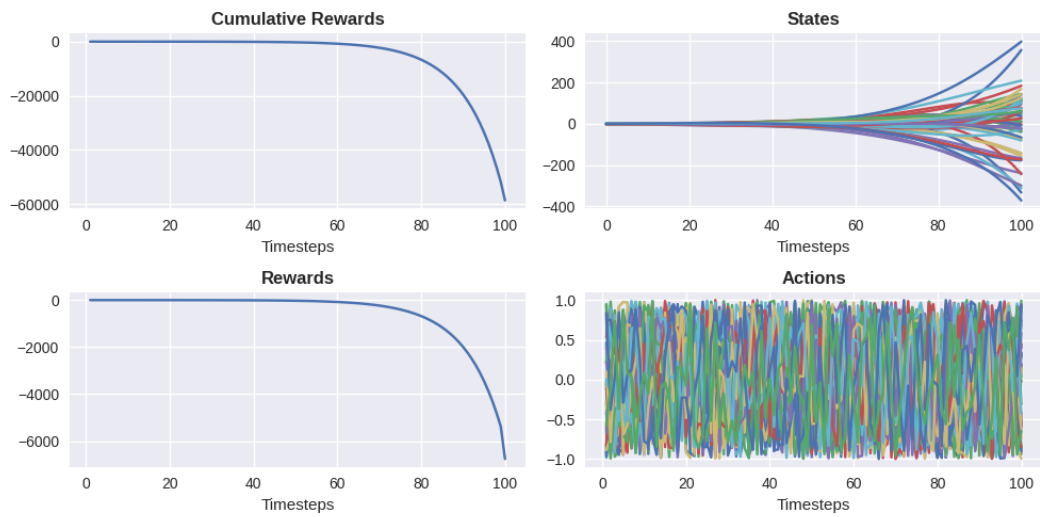 Cumulative Rewards
0
−20000
−40000
−60000
0 20 40 60 80 100
Timesteps
States
400
200
0
−200
−400
0 20 40 60 80 100
Timesteps
Rewards
0
−2000
−4000
−6000
0 20 40 60 80 100
Timesteps
Actions
1.0
0.5
0.0
−0.5
−1.0
0 20 40 60 80 100
Timesteps